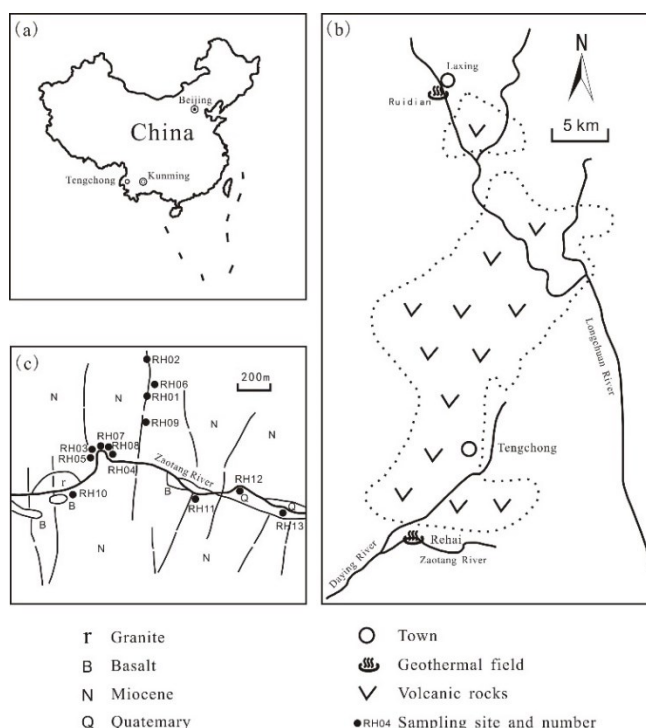 (a)
Beijing
China
Tengchong
Kunming
(b)
Laxing
Ruidian
N
5 km
V
V
V
V
V
V
V
V
V
V
V
V
Longchuan River
Tengchong
Rehai
Zaotang River
Daying River
(c)
200m
RH02
N
N
RH06
RH01
N
N
RH09
RH07
RH03
RH08
RH05
RH04
Zaotang River
r
RH10
B
B
B
RH11
RH12
Q
Q
RH13
N
N
r Granite
B Basalt
N Miocene
Q Quatemary
Town
Geothermal field
V Volcanic rocks
RH04 Sampling site and number